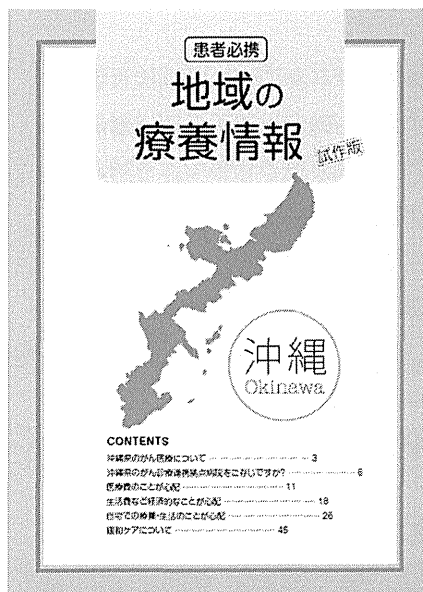 患者必携
地域の
療養情報
試作版
沖縄
Okinawa
CONTENTS
沖縄県のがん医療について 3
沖縄県のがん診療連携拠点病院をごぞんじですか? 6
医療費のことが心配 11
生活費など経済的なことが心配 18
自宅での療養・生活のことが心配 26
緩和ケアについて 45